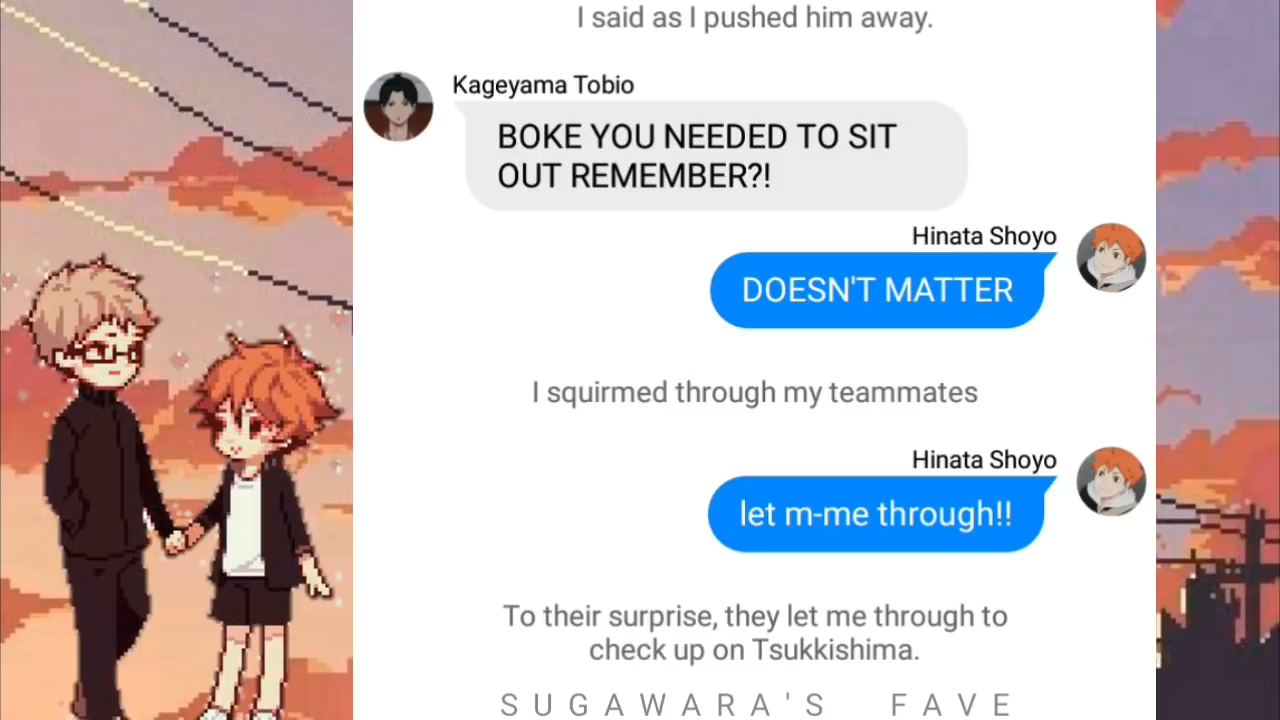 I said as I pushed him away.
Kageyama Tobio
BOKE YOU NEEDED TO SIT
OUT REMEMBER?!
Hinata Shoyo
DOESN'T MATTER
I squirmed through my teammates
Hinata Shoyo
let m-me through!!
To their surprise, they let me through to
check up on Tsukkishima.
SUGAWARA'S FAVE